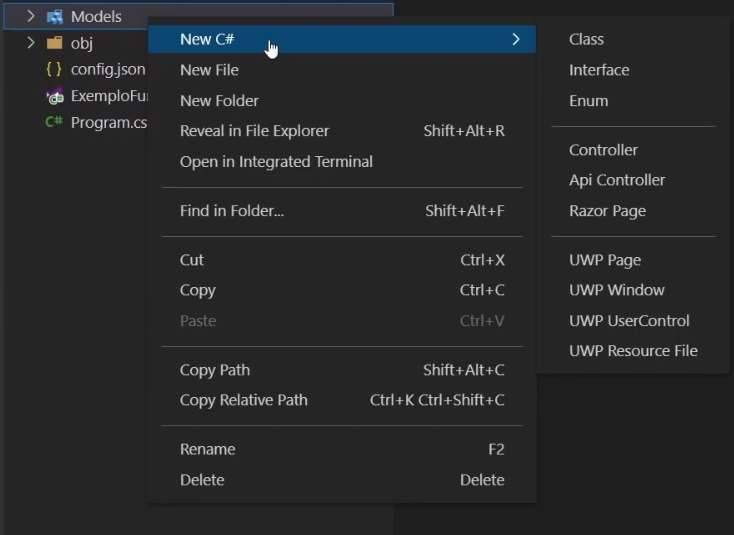 Models
obj
{ } config.json
ExemploFu
C# Program.cs
New C#
New File
New Folder
Reveal in File Explorer Shift+Alt+R
Open in Integrated Terminal
Find in Folder... Shift+Alt+F
Cut Ctrl+X
Copy Ctrl+C
Paste Ctrl+V
Copy Path Shift+Alt+C
Copy Relative Path Ctrl+K Ctrl+Shift+C
Rename F2
Delete Delete
Class
Interface
Enum
Controller
Api Controller
Razor Page
UWP Page
UWP Window
UWP UserControl
UWP Resource File